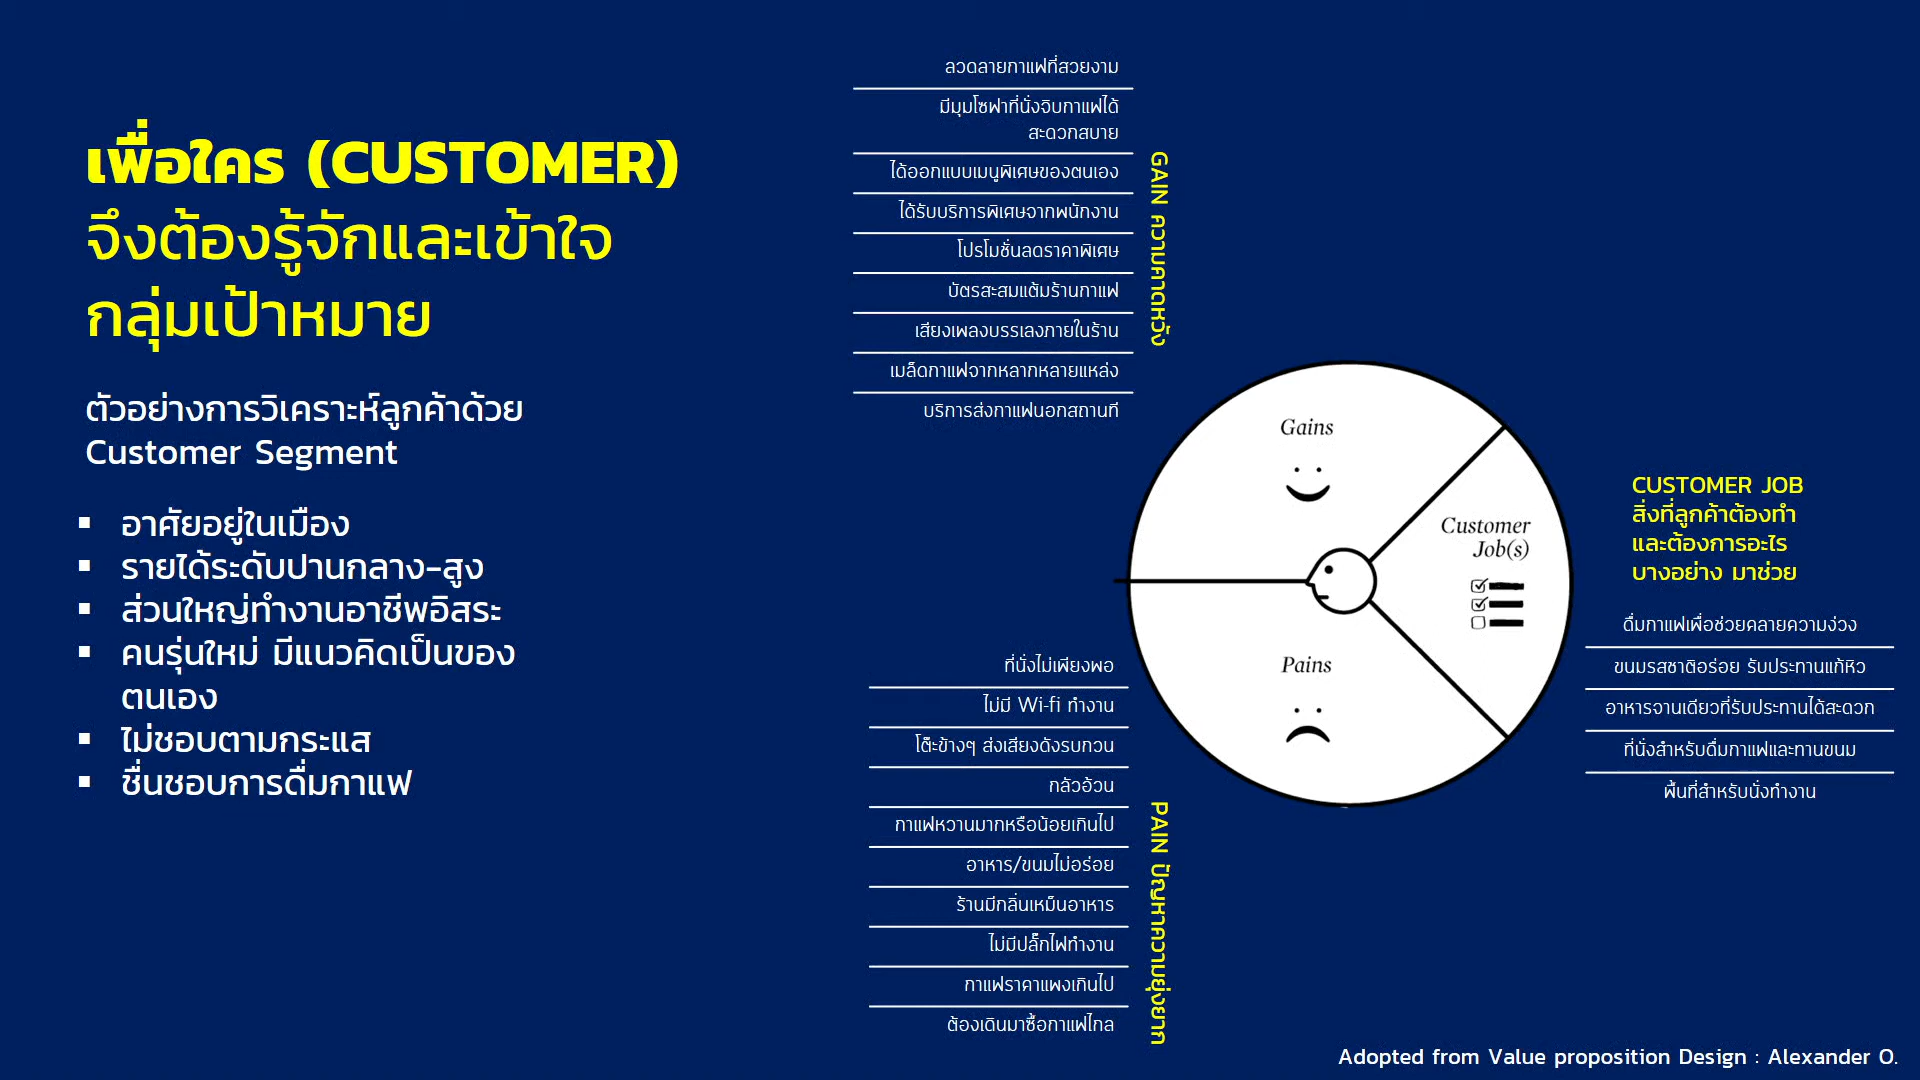 เพื่อใคร (CUSTOMER)
จึงต้องรู้จักและเข้าใจ
กลุ่มเป้าหมาย
ตัวอย่างการวิเคราะห์ลูกค้าด้วย
Customer Segment
▪ อาศัยอยู่ในเมือง
▪ รายได้ระดับปานกลาง-สูง
▪ ส่วนใหญ่ทำงานอาชีพอิสระ
▪ คนรุ่นใหม่ มีแนวคิดเป็นของ
ตนเอง
▪ ไม่ชอบตามกระแส
▪ ชื่นชอบการดื่มกาแฟ
ลวดลายกาแฟที่สวยงาม
มีมุมโซฟาที่นั่งจิบกาแฟได้
สะดวกสบาย
ได้ออกแบบเมนูพิเศษของตนเอง
ได้รับบริการพิเศษจากพนักงาน
โปรโมชั่นลดราคาพิเศษ
บัตรสะสมแต้มร้านกาแฟ
เสียงเพลงบรรเลงภายในร้าน
เมล็ดกาแฟจากหลากหลายแหล่ง
บริการส่งกาแฟนอกสถานที่
GAIN ความคาดหวัง
Gains
Customer
Job(s)
Pains
CUSTOMER JOB
สิ่งที่ลูกค้าต้องทำ
และต้องการอะไร
บางอย่าง มาช่วย
ดื่มกาแฟเพื่อช่วยคลายความง่วง
ขนมรสชาติอร่อย รับประทานแก้หิว
อาหารจานเดียวที่รับประทานได้สะดวก
ที่นั่งสำหรับดื่มกาแฟและทานขนม
พื้นที่สำหรับนั่งทำงาน
ที่นั่งไม่เพียงพอ
ไม่มี Wi-fi ทำงาน
โต๊ะข้างๆ ส่งเสียงดังรบกวน
กลัวอ้วน
กาแฟหวานมากหรือน้อยเกินไป
อาหาร/ขนมไม่อร่อย
ร้านมีกลิ่นเหม็นอาหาร
ไม่มีปลั๊กไฟทำงาน
กาแฟราคาแพงเกินไป
ต้องเดินมาซื้อกาแฟไกล
PAIN ปัญหาความยุ่งยาก
Adopted from Value proposition Design : Alexander O.